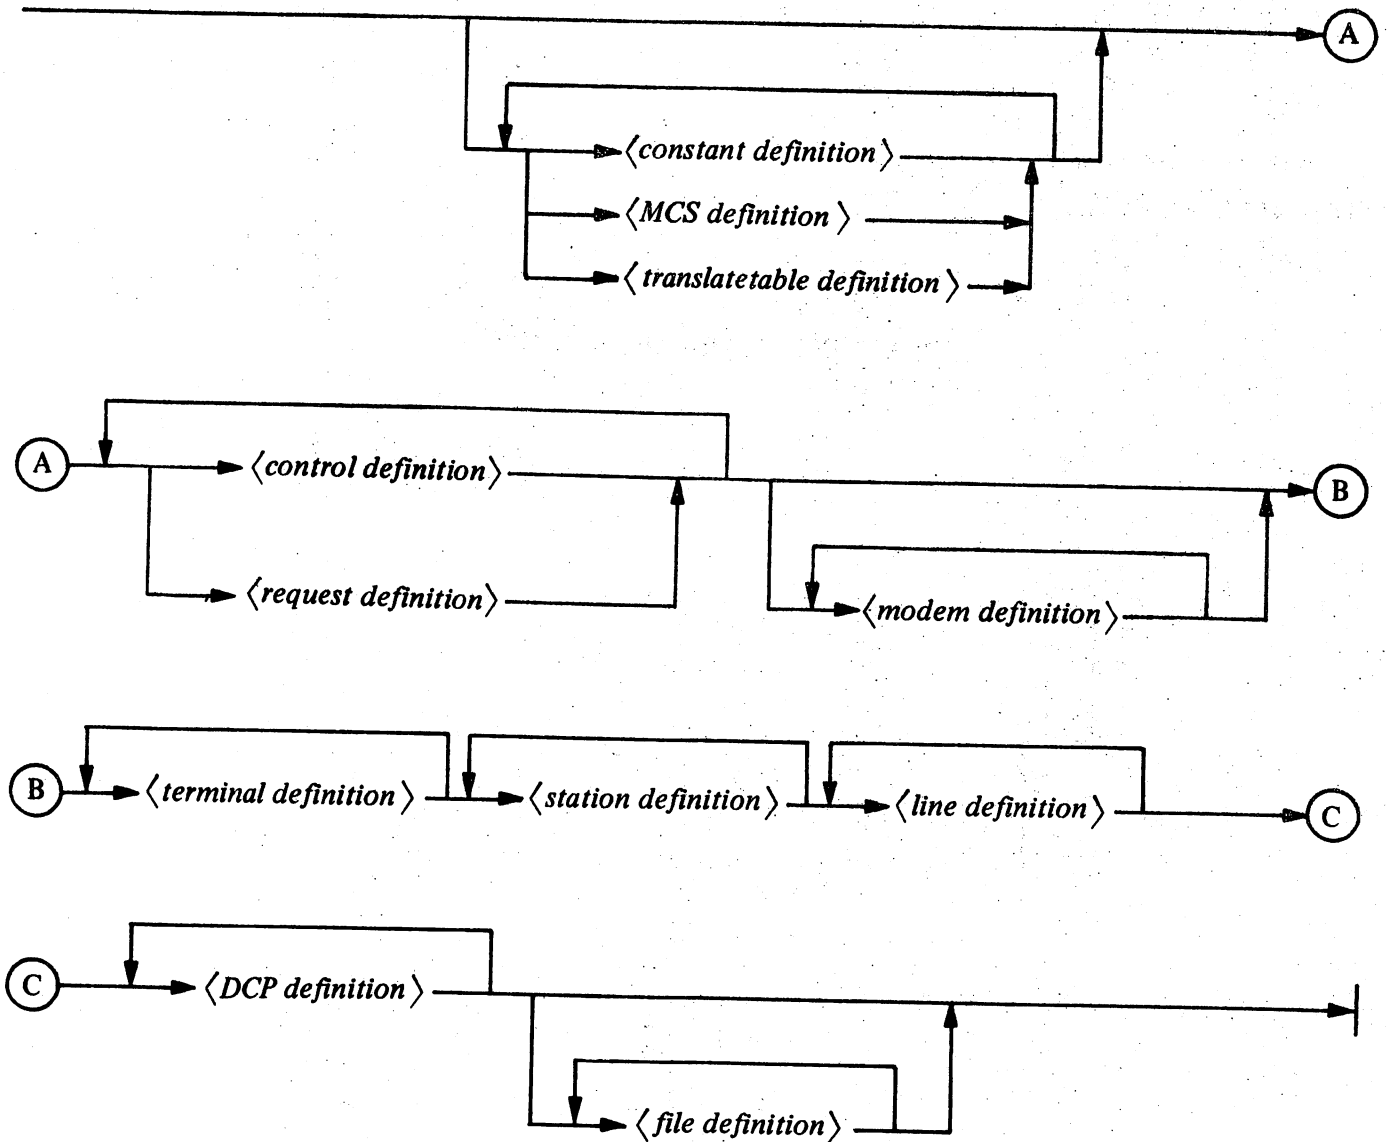 A
⟨constant definition⟩
⟨MCS definition⟩
⟨translatetable definition⟩
A
⟨control definition⟩
B
⟨request definition⟩
⟨modem definition⟩
B
⟨terminal definition⟩
⟨station definition⟩
⟨line definition⟩
C
C
⟨DCP definition⟩
⟨file definition⟩